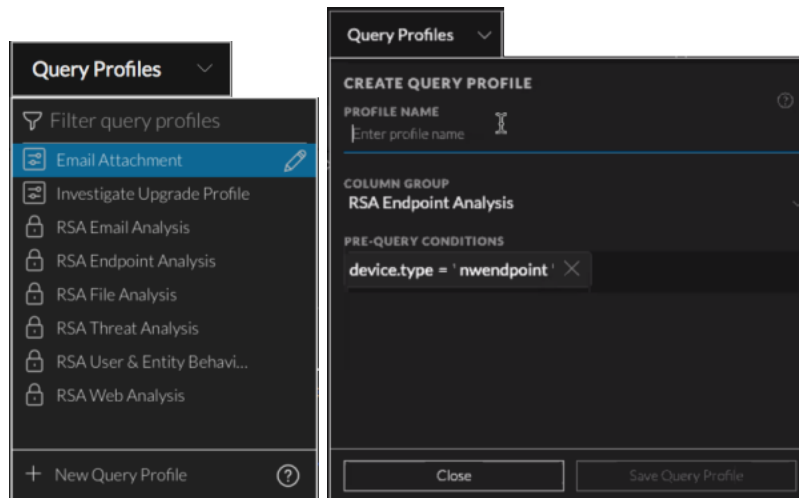 Query Profiles
Filter query profiles
Email Attachment
Investigate Upgrade Profile
RSA Email Analysis
RSA Endpoint Analysis
RSA File Analysis
RSA Threat Analysis
RSA User & Entity Behavi...
RSA Web Analysis
+ New Query Profile
?
Query Profiles
CREATE QUERY PROFILE
?
PROFILE NAME
Enter profile name
COLUMN GROUP
RSA Endpoint Analysis
PRE-QUERY CONDITIONS
device.type = 'nwendpoint'
Close
Save Query Profile